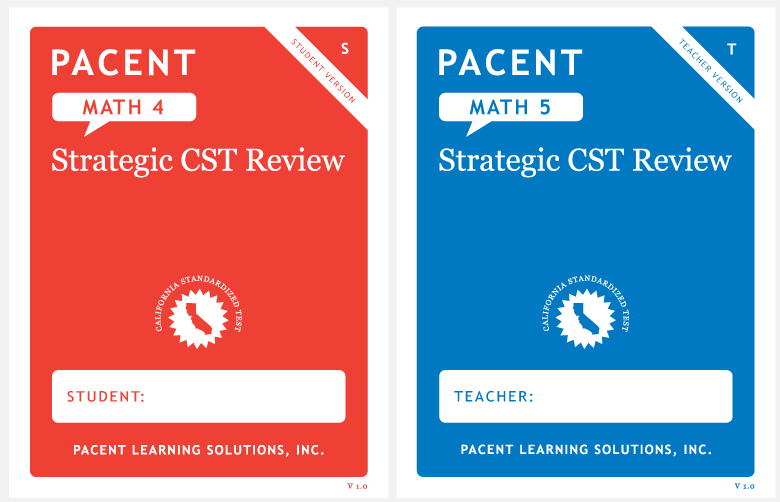 PACENT
S
STUDENT VERSION
MATH 4
Strategic CST Review
CALIFORNIA STANDARDIZED TEST
STUDENT:
PACENT LEARNING SOLUTIONS, INC.
V 1.0
PACENT
T
TEACHER VERSION
MATH 5
Strategic CST Review
CALIFORNIA STANDARDIZED TEST
TEACHER:
PACENT LEARNING SOLUTIONS, INC.
V 1.0